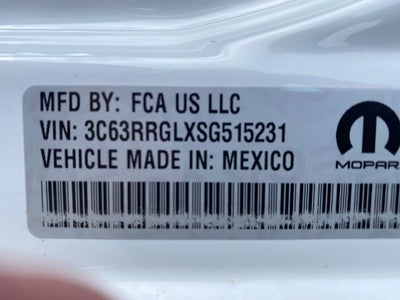 MFD BY: FCA US LLC
VIN: 3C63RRGLXSG515231
VEHICLE MADE IN: MEXICO
MOPAR